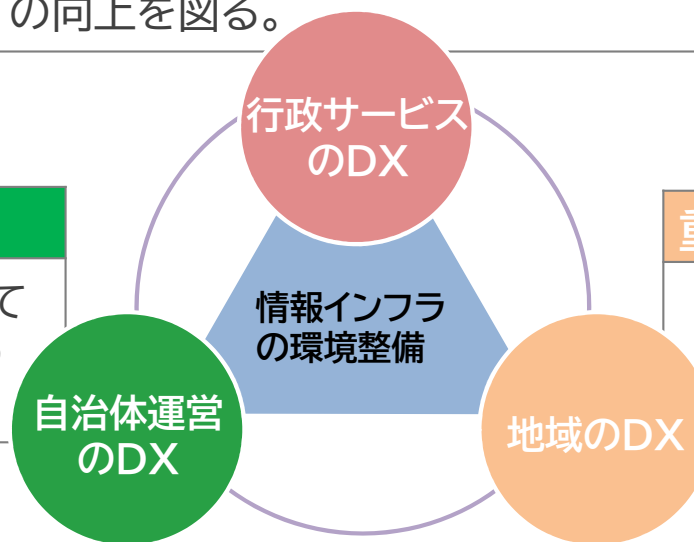 の向上を図る。
行政サービス
のDX
重
て
情報インフラ
の環境整備
自治体運営
のDX
地域のDX